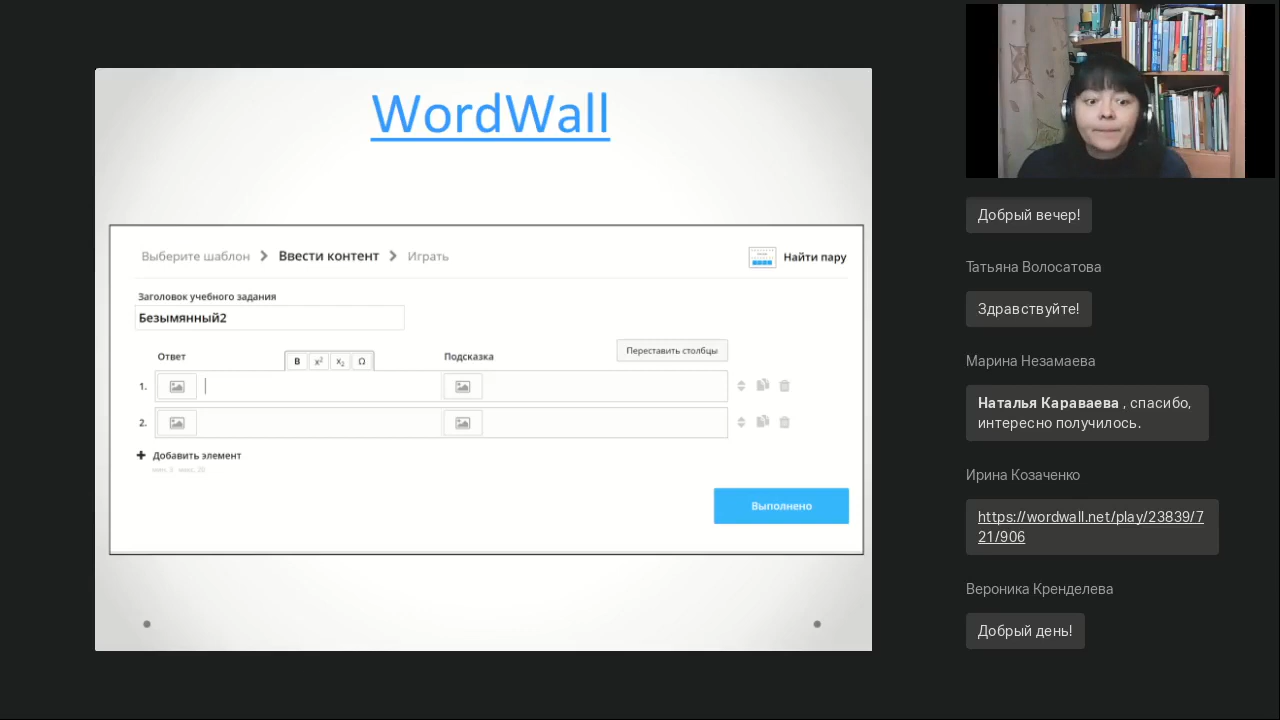 WordWall
Выберите шаблон > Ввести контент > Играть
Найти пару
Заголовок учебного задания
Безымянный2
Ответ
B x² x₂ Ω
Подсказка
Переставить столбцы
1.
2.
+ Добавить элемент
Выполнено
Добрый вечер!
Татьяна Волосатова
Здравствуйте!
Марина Незамаева
Наталья Караваева , спасибо,
интересно получилось.
Ирина Козаченко
https://wordwall.net/play/23839/7
21/906
Вероника Кренделева
Добрый день!